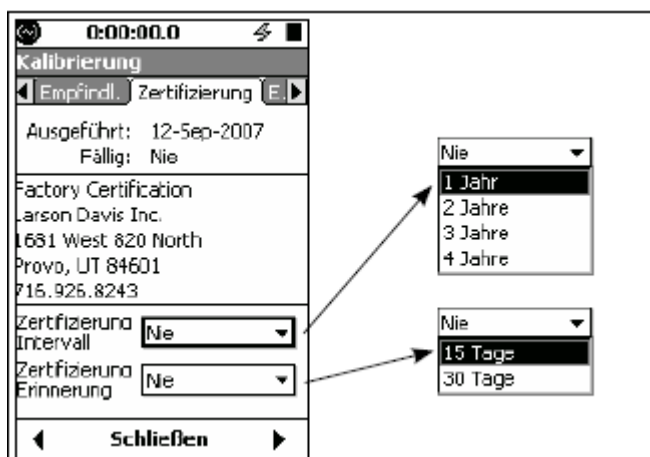 0:00:00.0
Kalibrierung
Empfindl. Zertifizierung E.
Ausgeführt: 12-Sep-2007
Fällig: Nie
Factory Certification
Larson Davis Inc.
1681 West 820 North
Provo, UT 84601
716.926.8243
Zertifizierung
Intervall
Nie
Zertifizierung
Erinnerung
Nie
Schließen
Nie
1 Jahr
2 Jahre
3 Jahre
4 Jahre
Nie
15 Tage
30 Tage